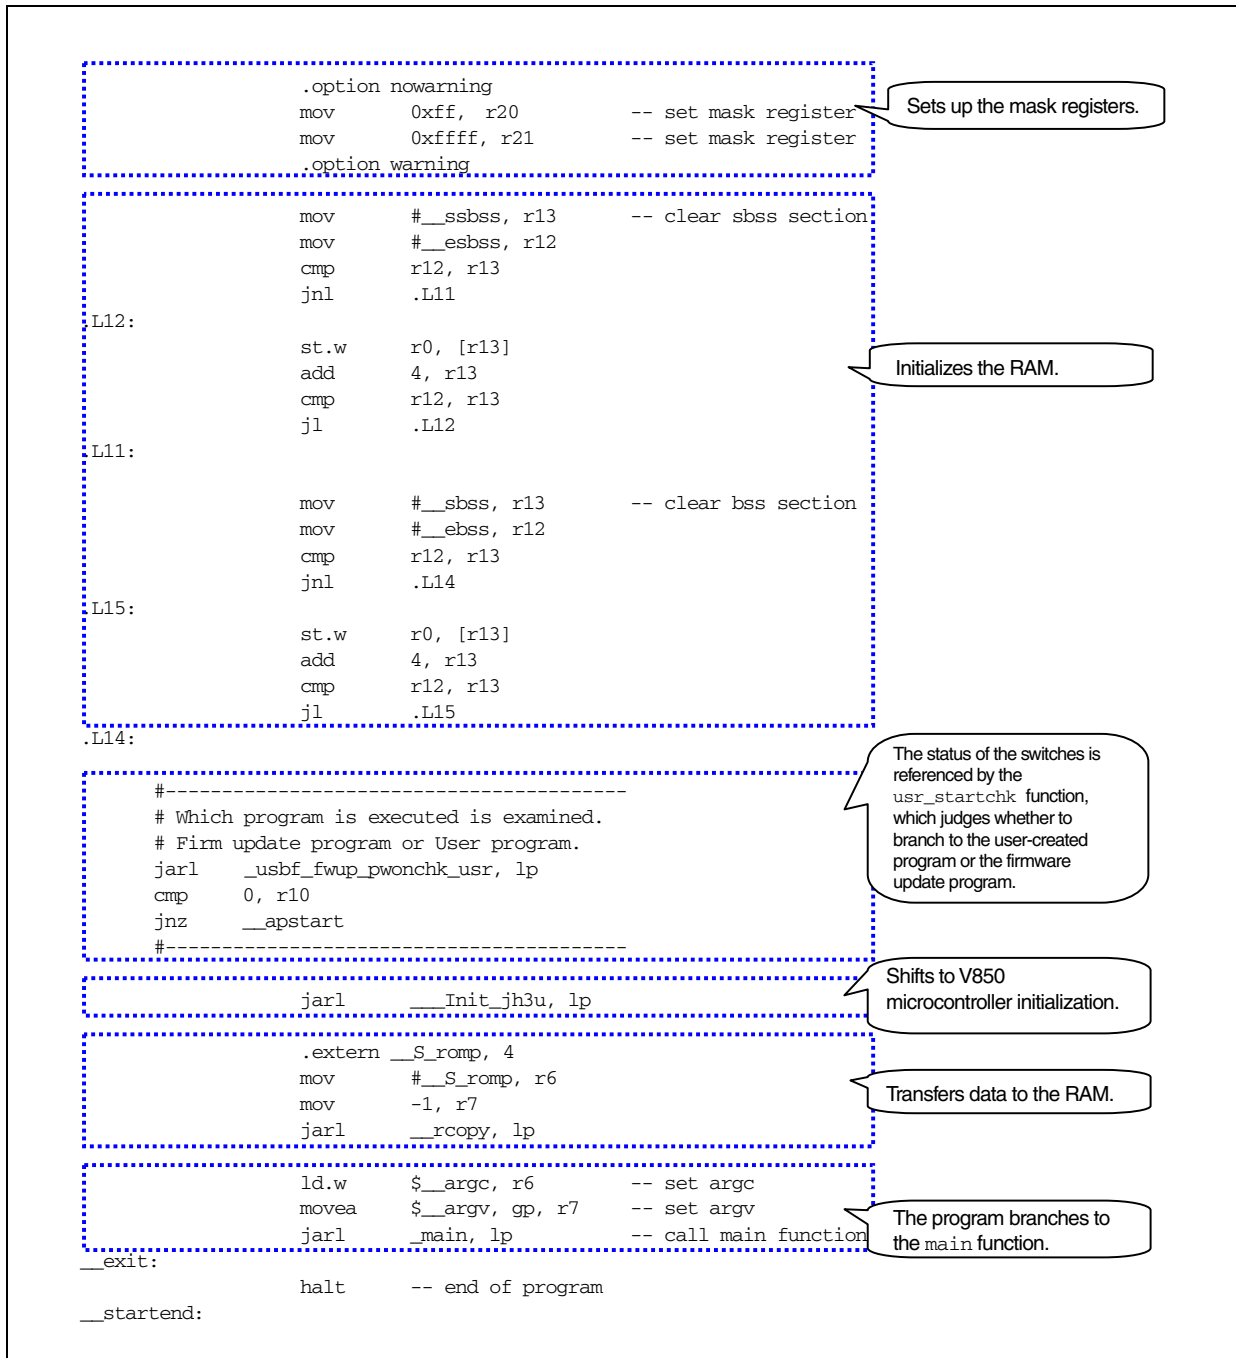 .option nowarning
mov 0xff, r20 -- set mask register
mov 0xffff, r21 -- set mask register
.option warning
Sets up the mask registers.
mov #__ssbss, r13 -- clear sbss section
mov #__esbss, r12
cmp r12, r13
jnl .L11
.L12:
st.w r0, [r13]
add 4, r13
cmp r12, r13
jl .L12
.L11:
mov #__sbss, r13 -- clear bss section
mov #__ebss, r12
cmp r12, r13
jnl .L14
.L15:
st.w r0, [r13]
add 4, r13
cmp r12, r13
jl .L15
Initializes the RAM.
.L14:
#-----------------------------------------
# Which program is executed is examined.
# Firm update program or User program.
jarl _usbf_fwup_pwonchk_usr, lp
cmp 0, r10
jnz __apstart
#-----------------------------------------
The status of the switches is
referenced by the
usr_startchk function,
which judges whether to
branch to the user-created
program or the firmware
update program.
jarl ___Init_jh3u, lp
Shifts to V850
microcontroller initialization.
.extern __S_romp, 4
mov #__S_romp, r6
mov -1, r7
jarl __rcopy, lp
Transfers data to the RAM.
ld.w $__argc, r6 -- set argc
movea $__argv, gp, r7 -- set argv
jarl _main, lp -- call main function
The program branches to
the main function.
__exit:
halt -- end of program
__startend: